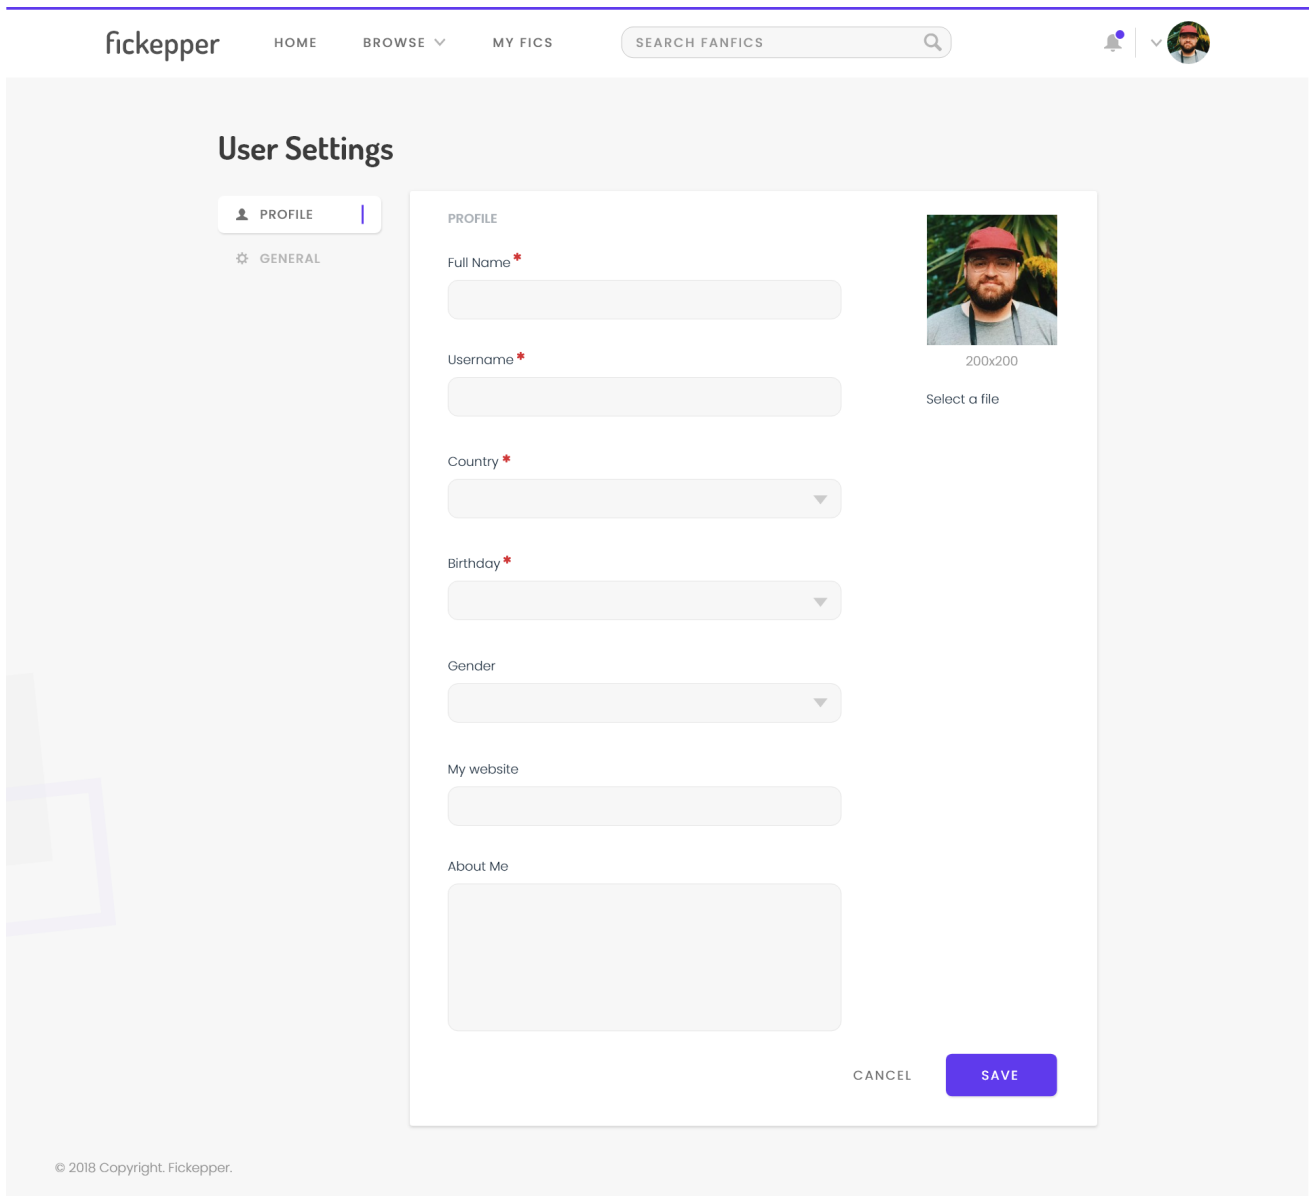 fickepper
HOME
BROWSE
MY FICS
SEARCH FANFICS
User Settings
PROFILE
GENERAL
PROFILE
Full Name *
200x200
Username *
Select a file
Country *
Birthday *
Gender
My website
About Me
CANCEL
SAVE
© 2018 Copyright. Fickepper.